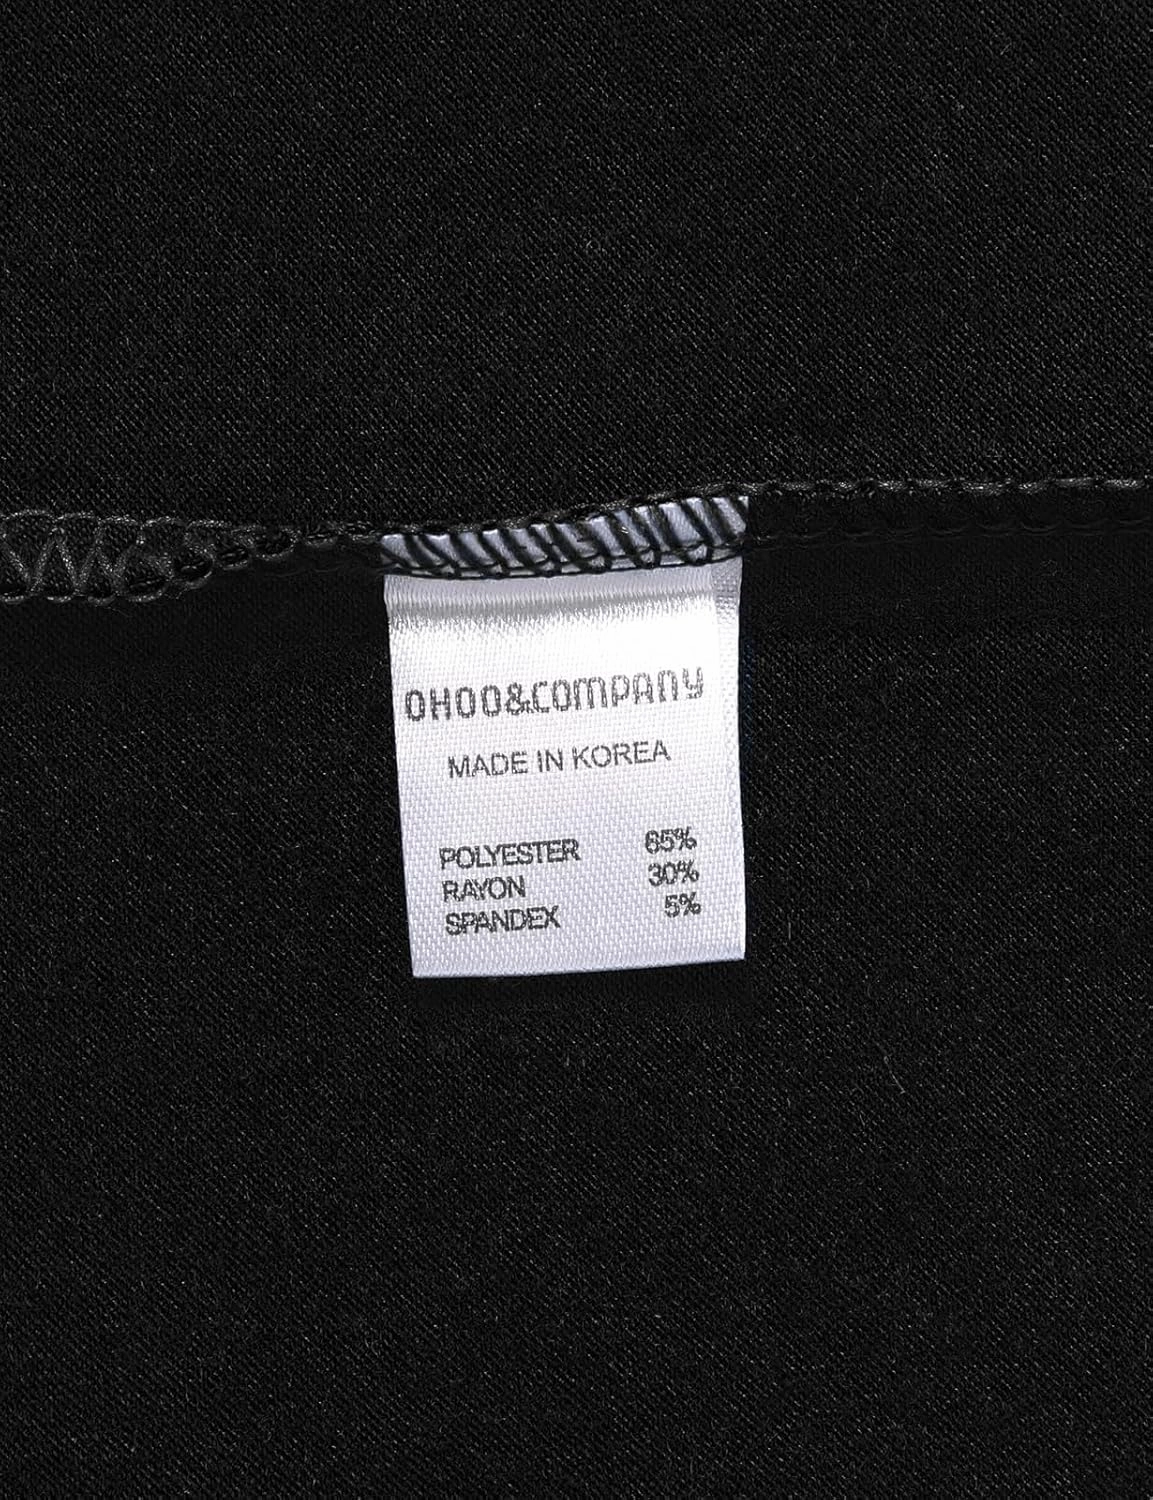 OHOO&COMPANY
MADE IN KOREA
POLYESTER 65%
RAYON 30%
SPANDEX 5%